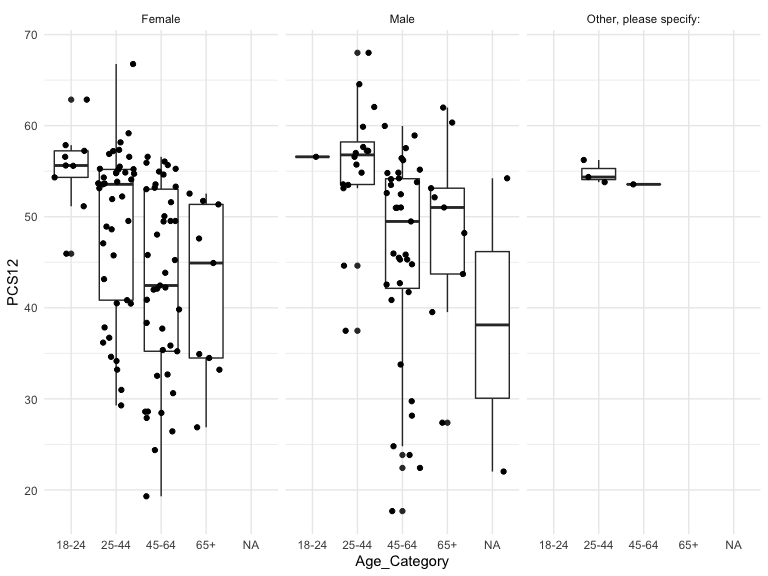 Female Male Other, please specify:
70
60
50
40
30
20
PCS12
18-24 25-44 45-64 65+ NA 18-24 25-44 45-64 65+ NA 18-24 25-44 45-64 65+ NA
Age_Category